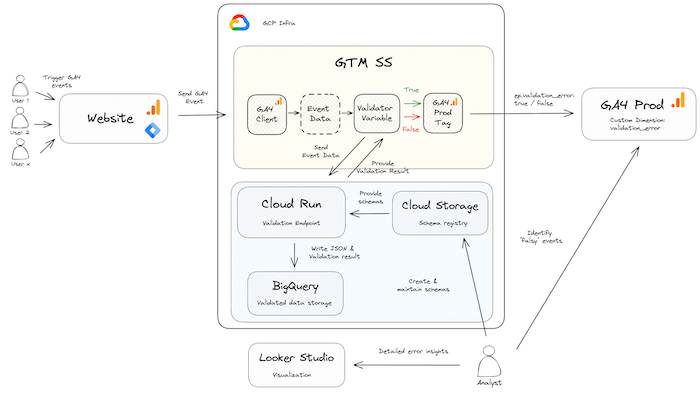 GCP Infra
GTM SS
Trigger GA4
events
User 1
User 2
User x
Website
Send GA4
Event
GA4
Client
Event
Data
Validator
Variable
True
False
GA4
Prod
Tag
ep.validation_error:
true / false
GA4 Prod
Custom Dimension:
validation_error
Send
Event Data
Provide
Validation Result
Cloud Run
Validation Endpoint
Provide
schemas
Cloud Storage
Schema registry
Write JSON &
Validation result
BigQuery
Validated data storage
Create &
maintain schemas
Identify
"Falsy" events
Looker Studio
Visualization
Detailed error insights
Analyst